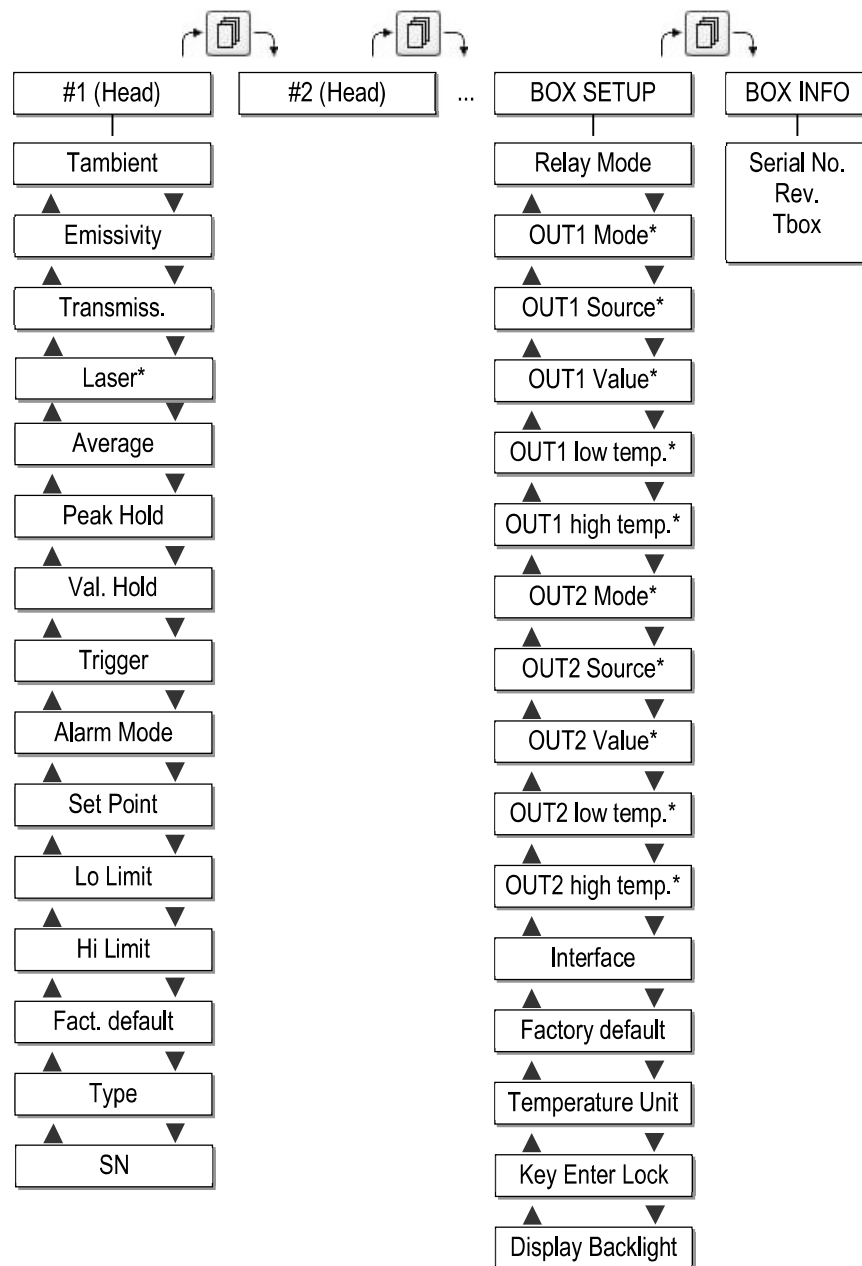 #1 (Head)
#2 (Head)
...
BOX SETUP
BOX INFO
Tambient
Emissivity
Transmiss.
Laser*
Average
Peak Hold
Val. Hold
Trigger
Alarm Mode
Set Point
Lo Limit
Hi Limit
Fact. default
Type
SN
Relay Mode
OUT1 Mode*
OUT1 Source*
OUT1 Value*
OUT1 low temp.*
OUT1 high temp.*
OUT2 Mode*
OUT2 Source*
OUT2 Value*
OUT2 low temp.*
OUT2 high temp.*
Interface
Factory default
Temperature Unit
Key Enter Lock
Display Backlight
Serial No.
Rev.
Tbox